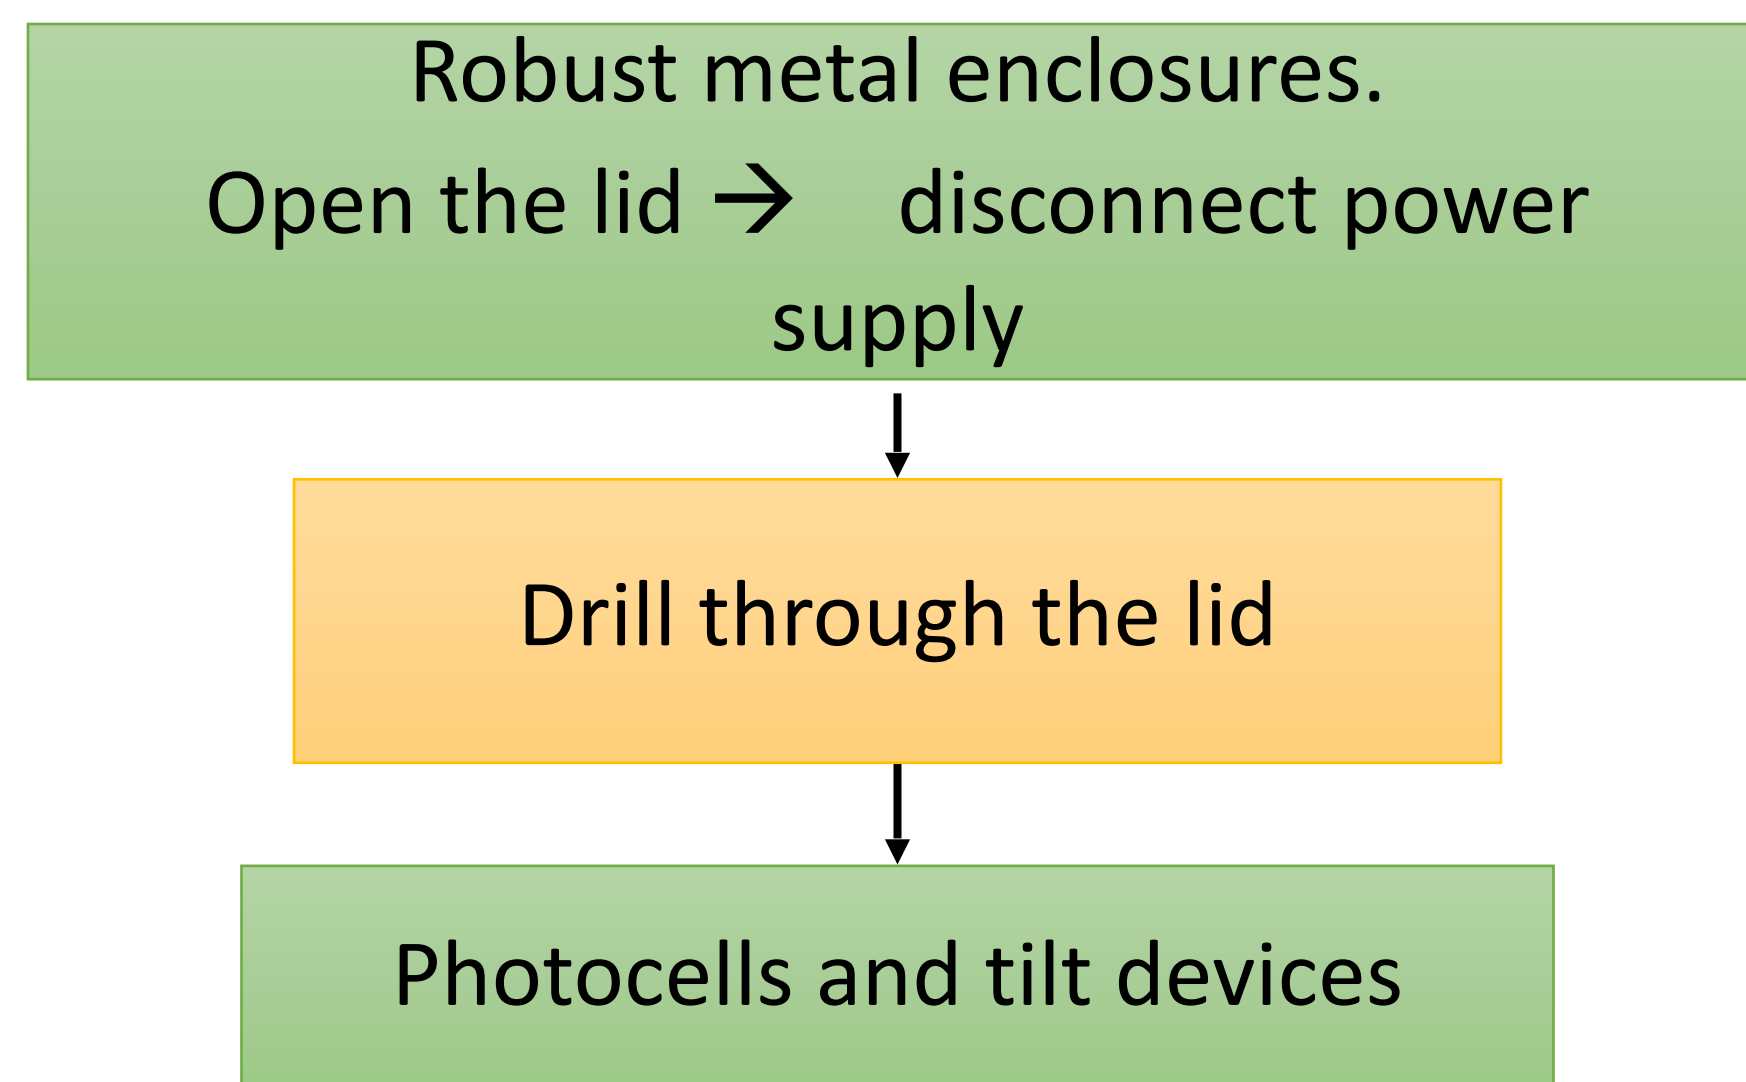 Robust metal enclosures.
Open the lid → disconnect power
supply
Drill through the lid
Photocells and tilt devices